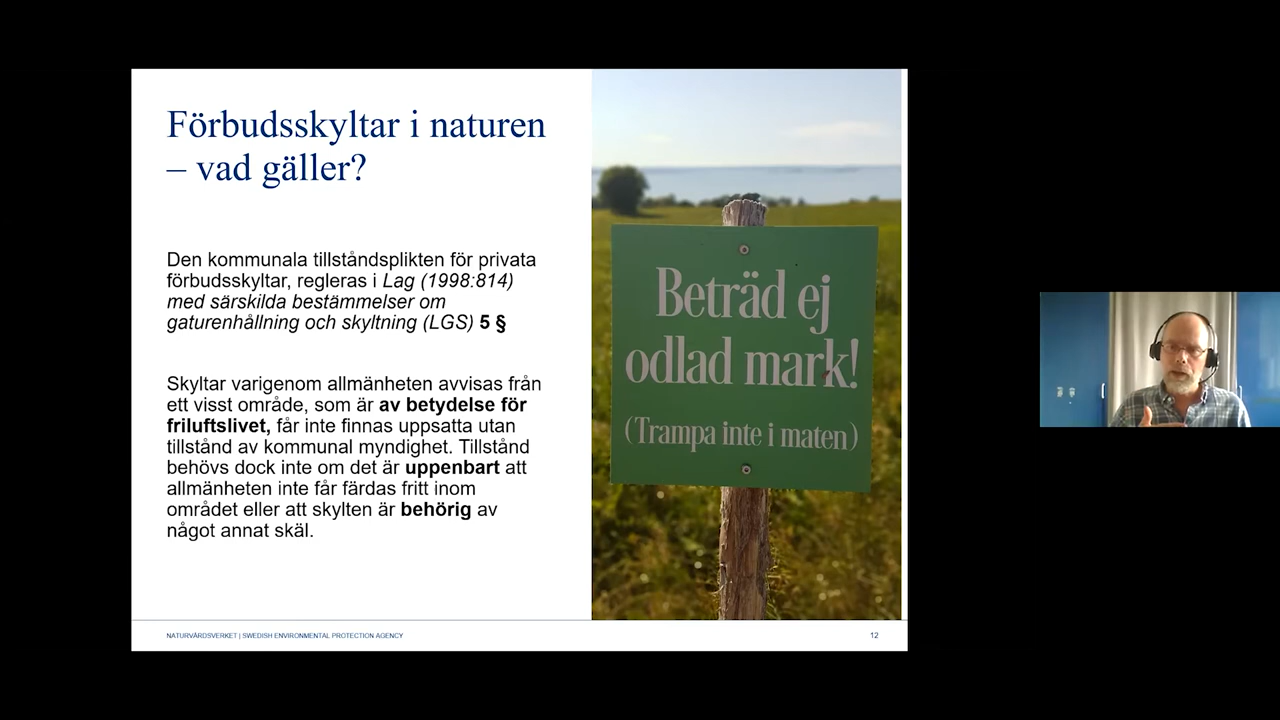 Förbudsskyltar i naturen
– vad gäller?
Den kommunala tillståndsplikten för privata
förbudsskyltar, regleras i Lag (1998:814)
med särskilda bestämmelser om
gaturenhållning och skyltning (LGS) 5 §
Skyltar varigenom allmänheten avvisas från
ett visst område, som är av betydelse för
friluftslivet, får inte finnas uppsatta utan
tillstånd av kommunal myndighet. Tillstånd
behövs dock inte om det är uppenbart att
allmänheten inte får färdas fritt inom
området eller att skylten är behörig av
något annat skäl.
Beträd ej
odlad mark!
(Trampa inte i maten)
NATURVÅRDSVERKET | SWEDISH ENVIRONMENTAL PROTECTION AGENCY
12